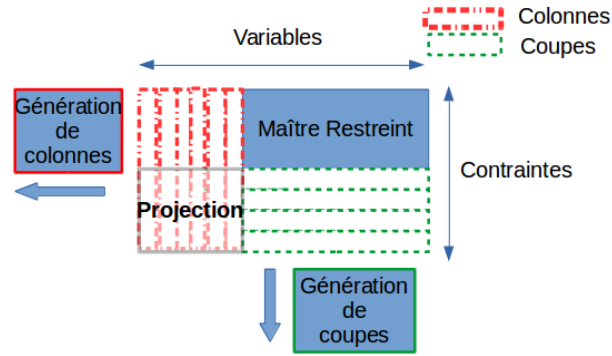 Colonnes
Variables
Coupes
Génération
de
colonnes
Maître Restreint
Contraintes
Projection
Génération
de
coupes